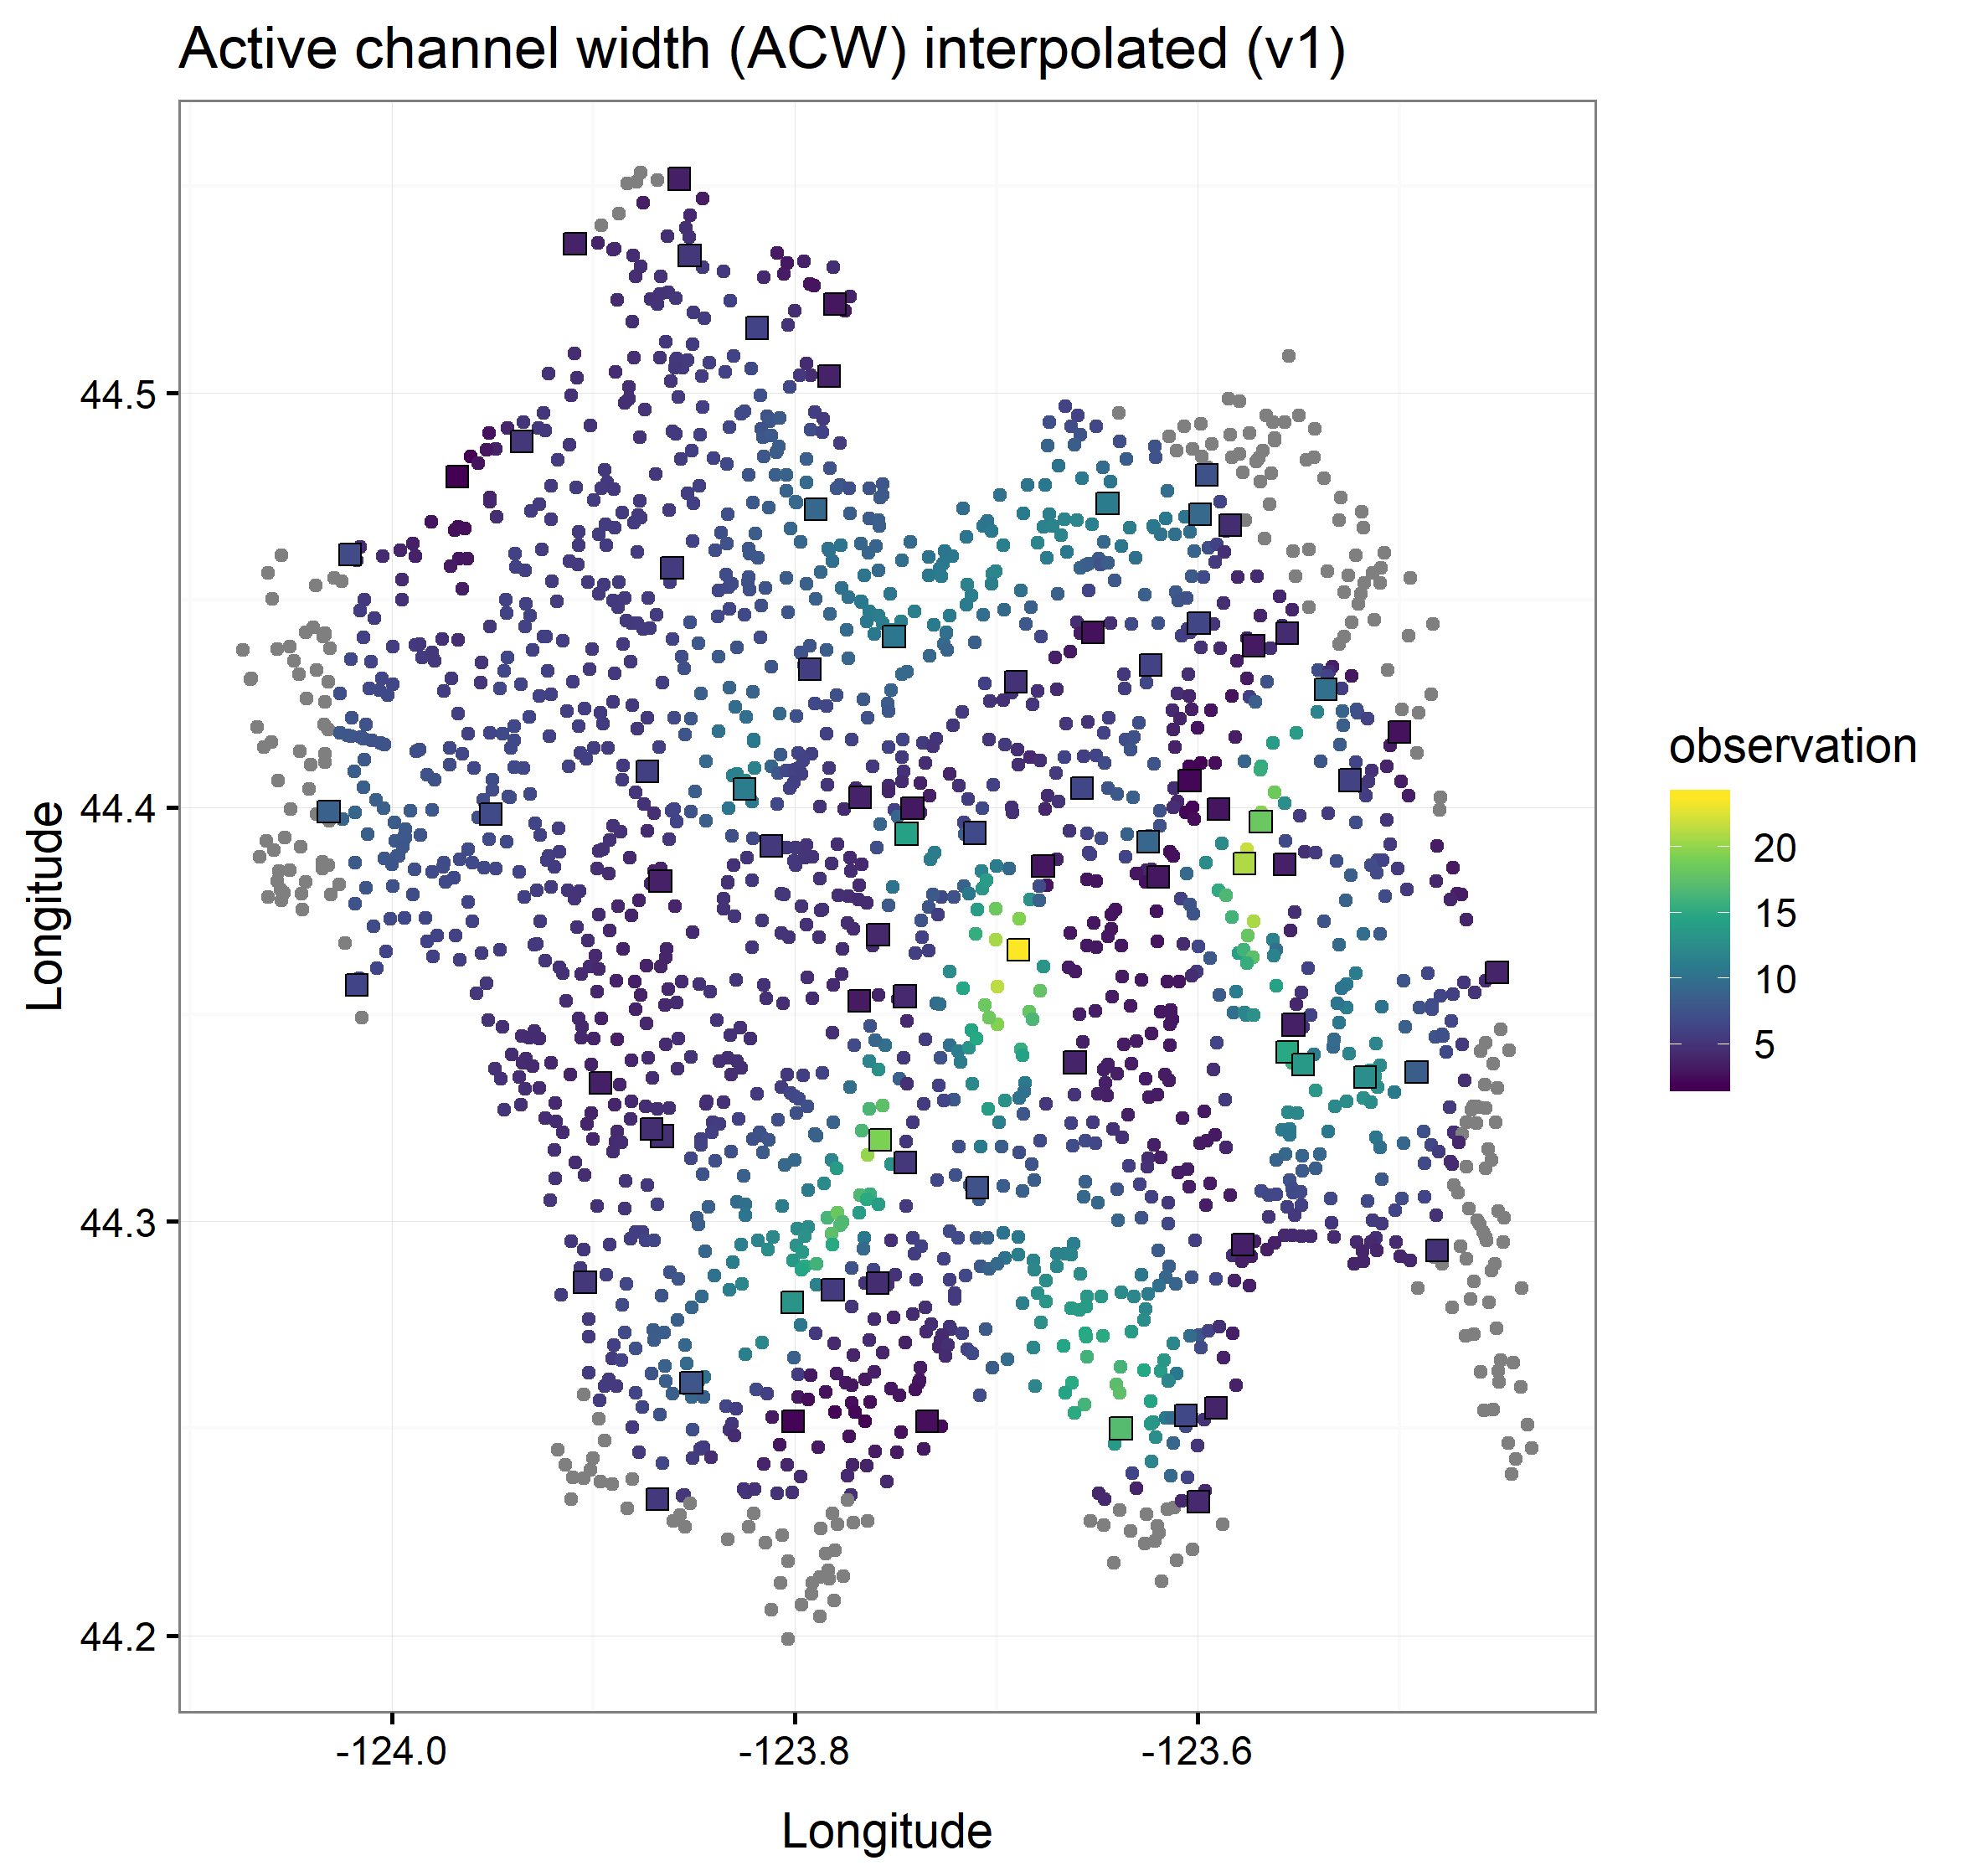 Active channel width (ACW) interpolated (v1)
44.5
44.4
44.3
44.2
Longitude
-124.0
-123.8
-123.6
Longitude
observation
20
15
10
5